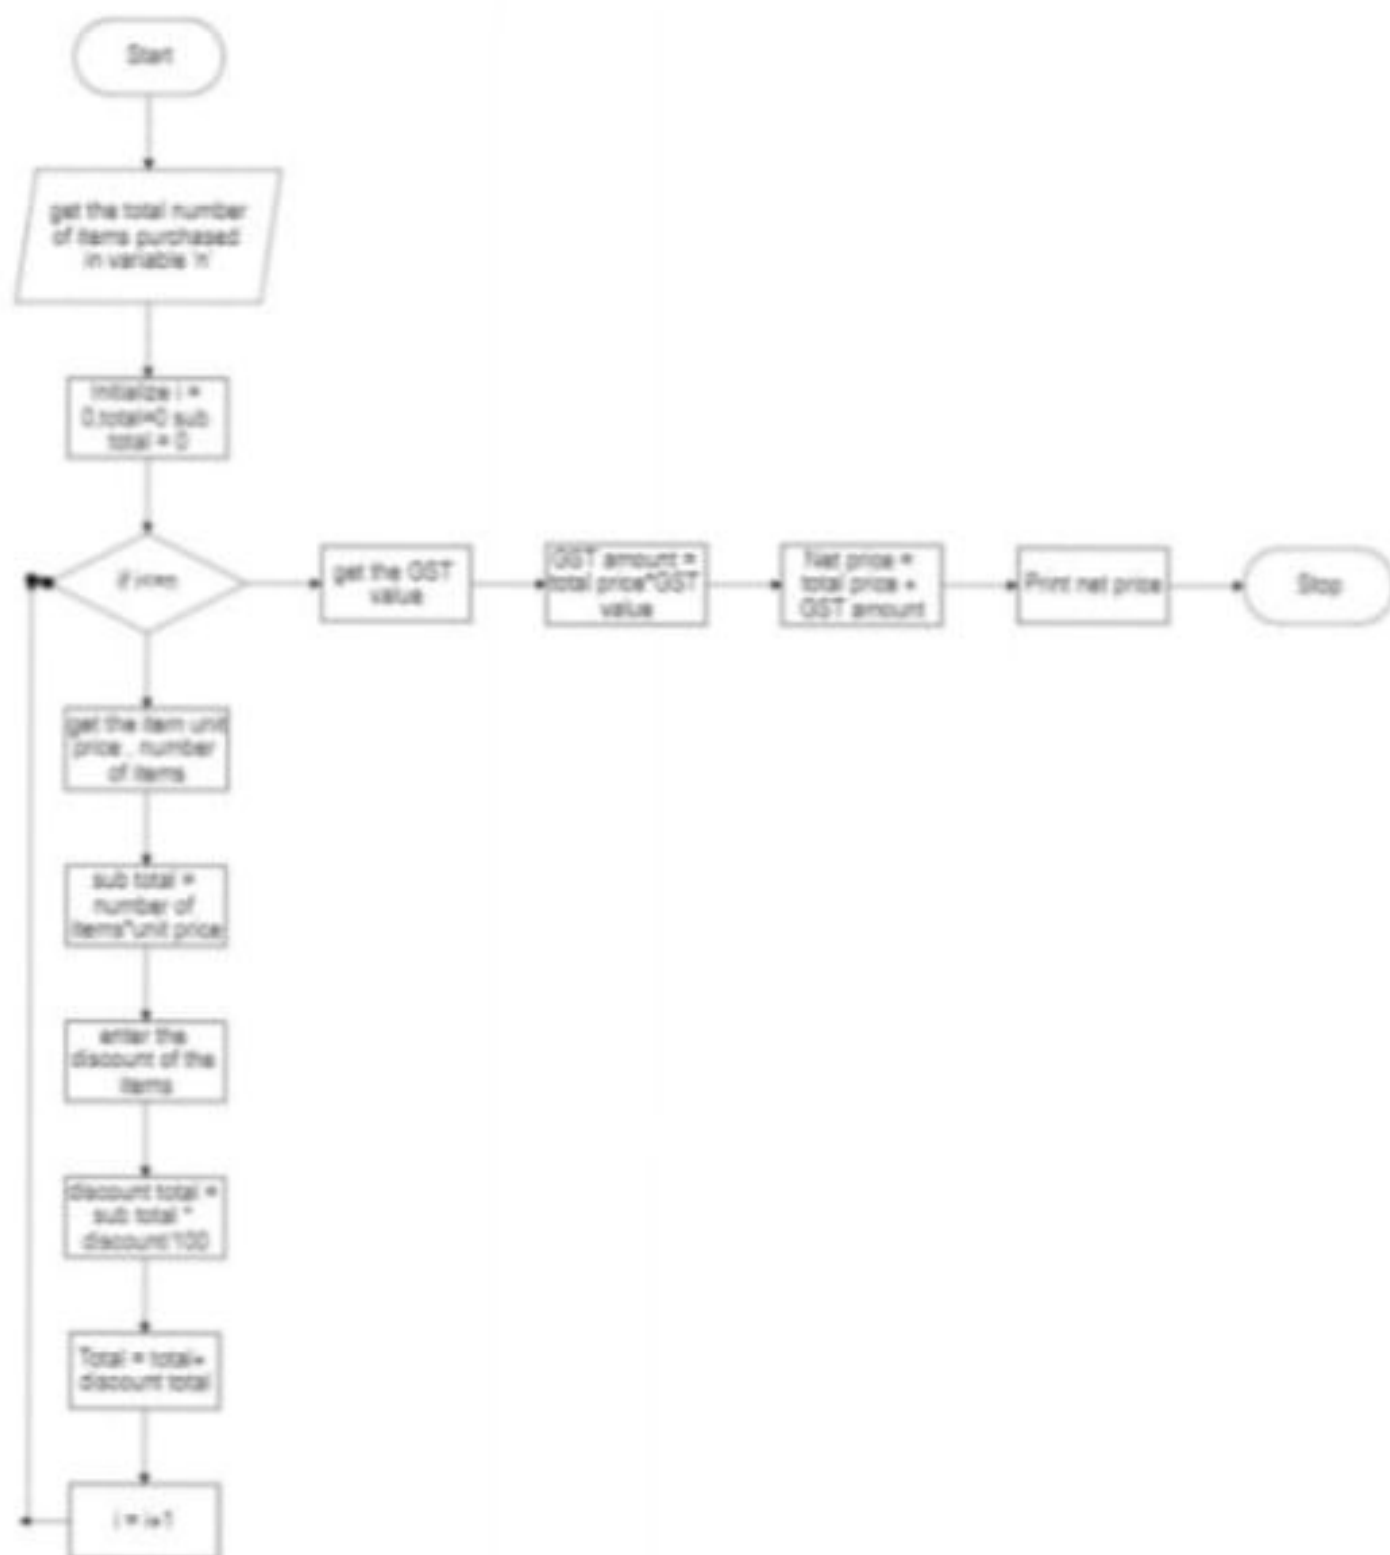 Start
get the total number
of items purchased
in variable 'n'
Initialize i =
0,total=0 sub
total = 0
if i<=n
get the GST
value
GST amount =
total price*GST
value
Net price =
total price +
GST amount
Print net price
Stop
get the item unit
price , number
of items
sub total =
number of
items*unit price
enter the
discount of the
items
discount total =
sub total *
discount/100
Total = total+
discount total
i = i+1